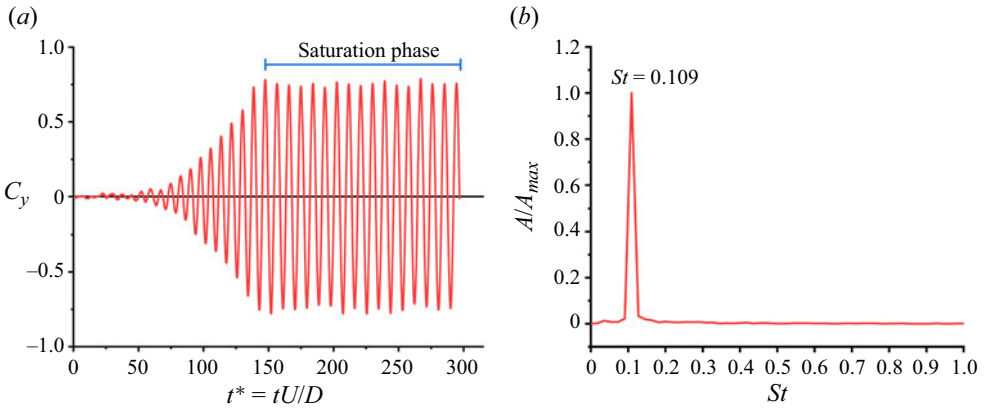 (a)
Saturation phase
1.0
0.5
C_y 0
–0.5
–1.0
0 50 100 150 200 250 300
t* = tU/D
(b)
1.2
St = 0.109
1.0
0.8
A/A_max
0.6
0.4
0.2
0
0 0.1 0.2 0.3 0.4 0.5 0.6 0.7 0.8 0.9 1.0
St